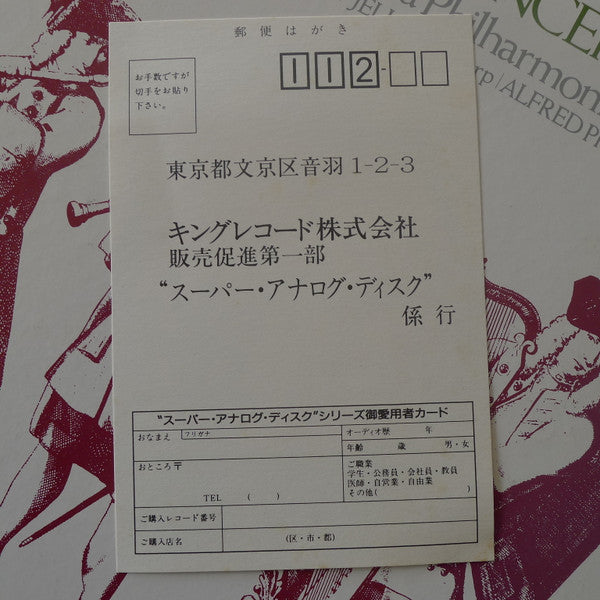 NCE
a Philharmoni
JEL
TP / ALFRED P
郵便はがき
お手数ですが
切手をお貼り
下さい。
112-
東京都文京区音羽1-2-3
キングレコード株式会社
販売促進第一部
“スーパー・アナログ・ディスク”
係 行
“スーパー・アナログ・ディスク”シリーズ御愛用者カード
おなまえ フリガナ
オーディオ歴 年
年齢 歳 男・女
おところ〒
TEL ( )
ご職業
学生・公務員・会社員・教員
医師・自営業・自由業
その他( )
ご購入レコード番号
ご購入店名 (区・市・郡)